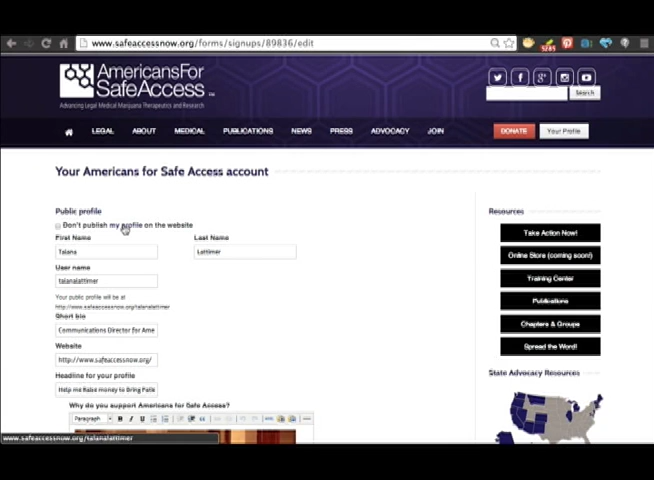 www.safeaccessnow.org/forms/signups/89836/edit
AmericansFor
SafeAccess
Advancing Legal Medical Marijuana Therapeutics and Research
Search
LEGAL ABOUT MEDICAL PUBLICATIONS NEWS PRESS ADVOCACY JOIN
DONATE Your Profile
Your Americans for Safe Access account
Public profile
Don't publish my profile on the website
First Name Last Name
Talana Lattimer
User name
talanalattimer
Your public profile will be at
http://www.safeaccessnow.org/talanalattimer
Short bio
Communications Director for Ame
Website
http://www.safeaccessnow.org/
Headline for your profile
Help me Raise money to Bring Patie
Why do you support Americans for Safe Access?
Paragraph B I U
www.safeaccessnow.org/talanalattimer
Resources
Take Action Now!
Online Store (coming soon!)
Training Center
Publications
Chapters & Groups
Spread the Word!
State Advocacy Resources